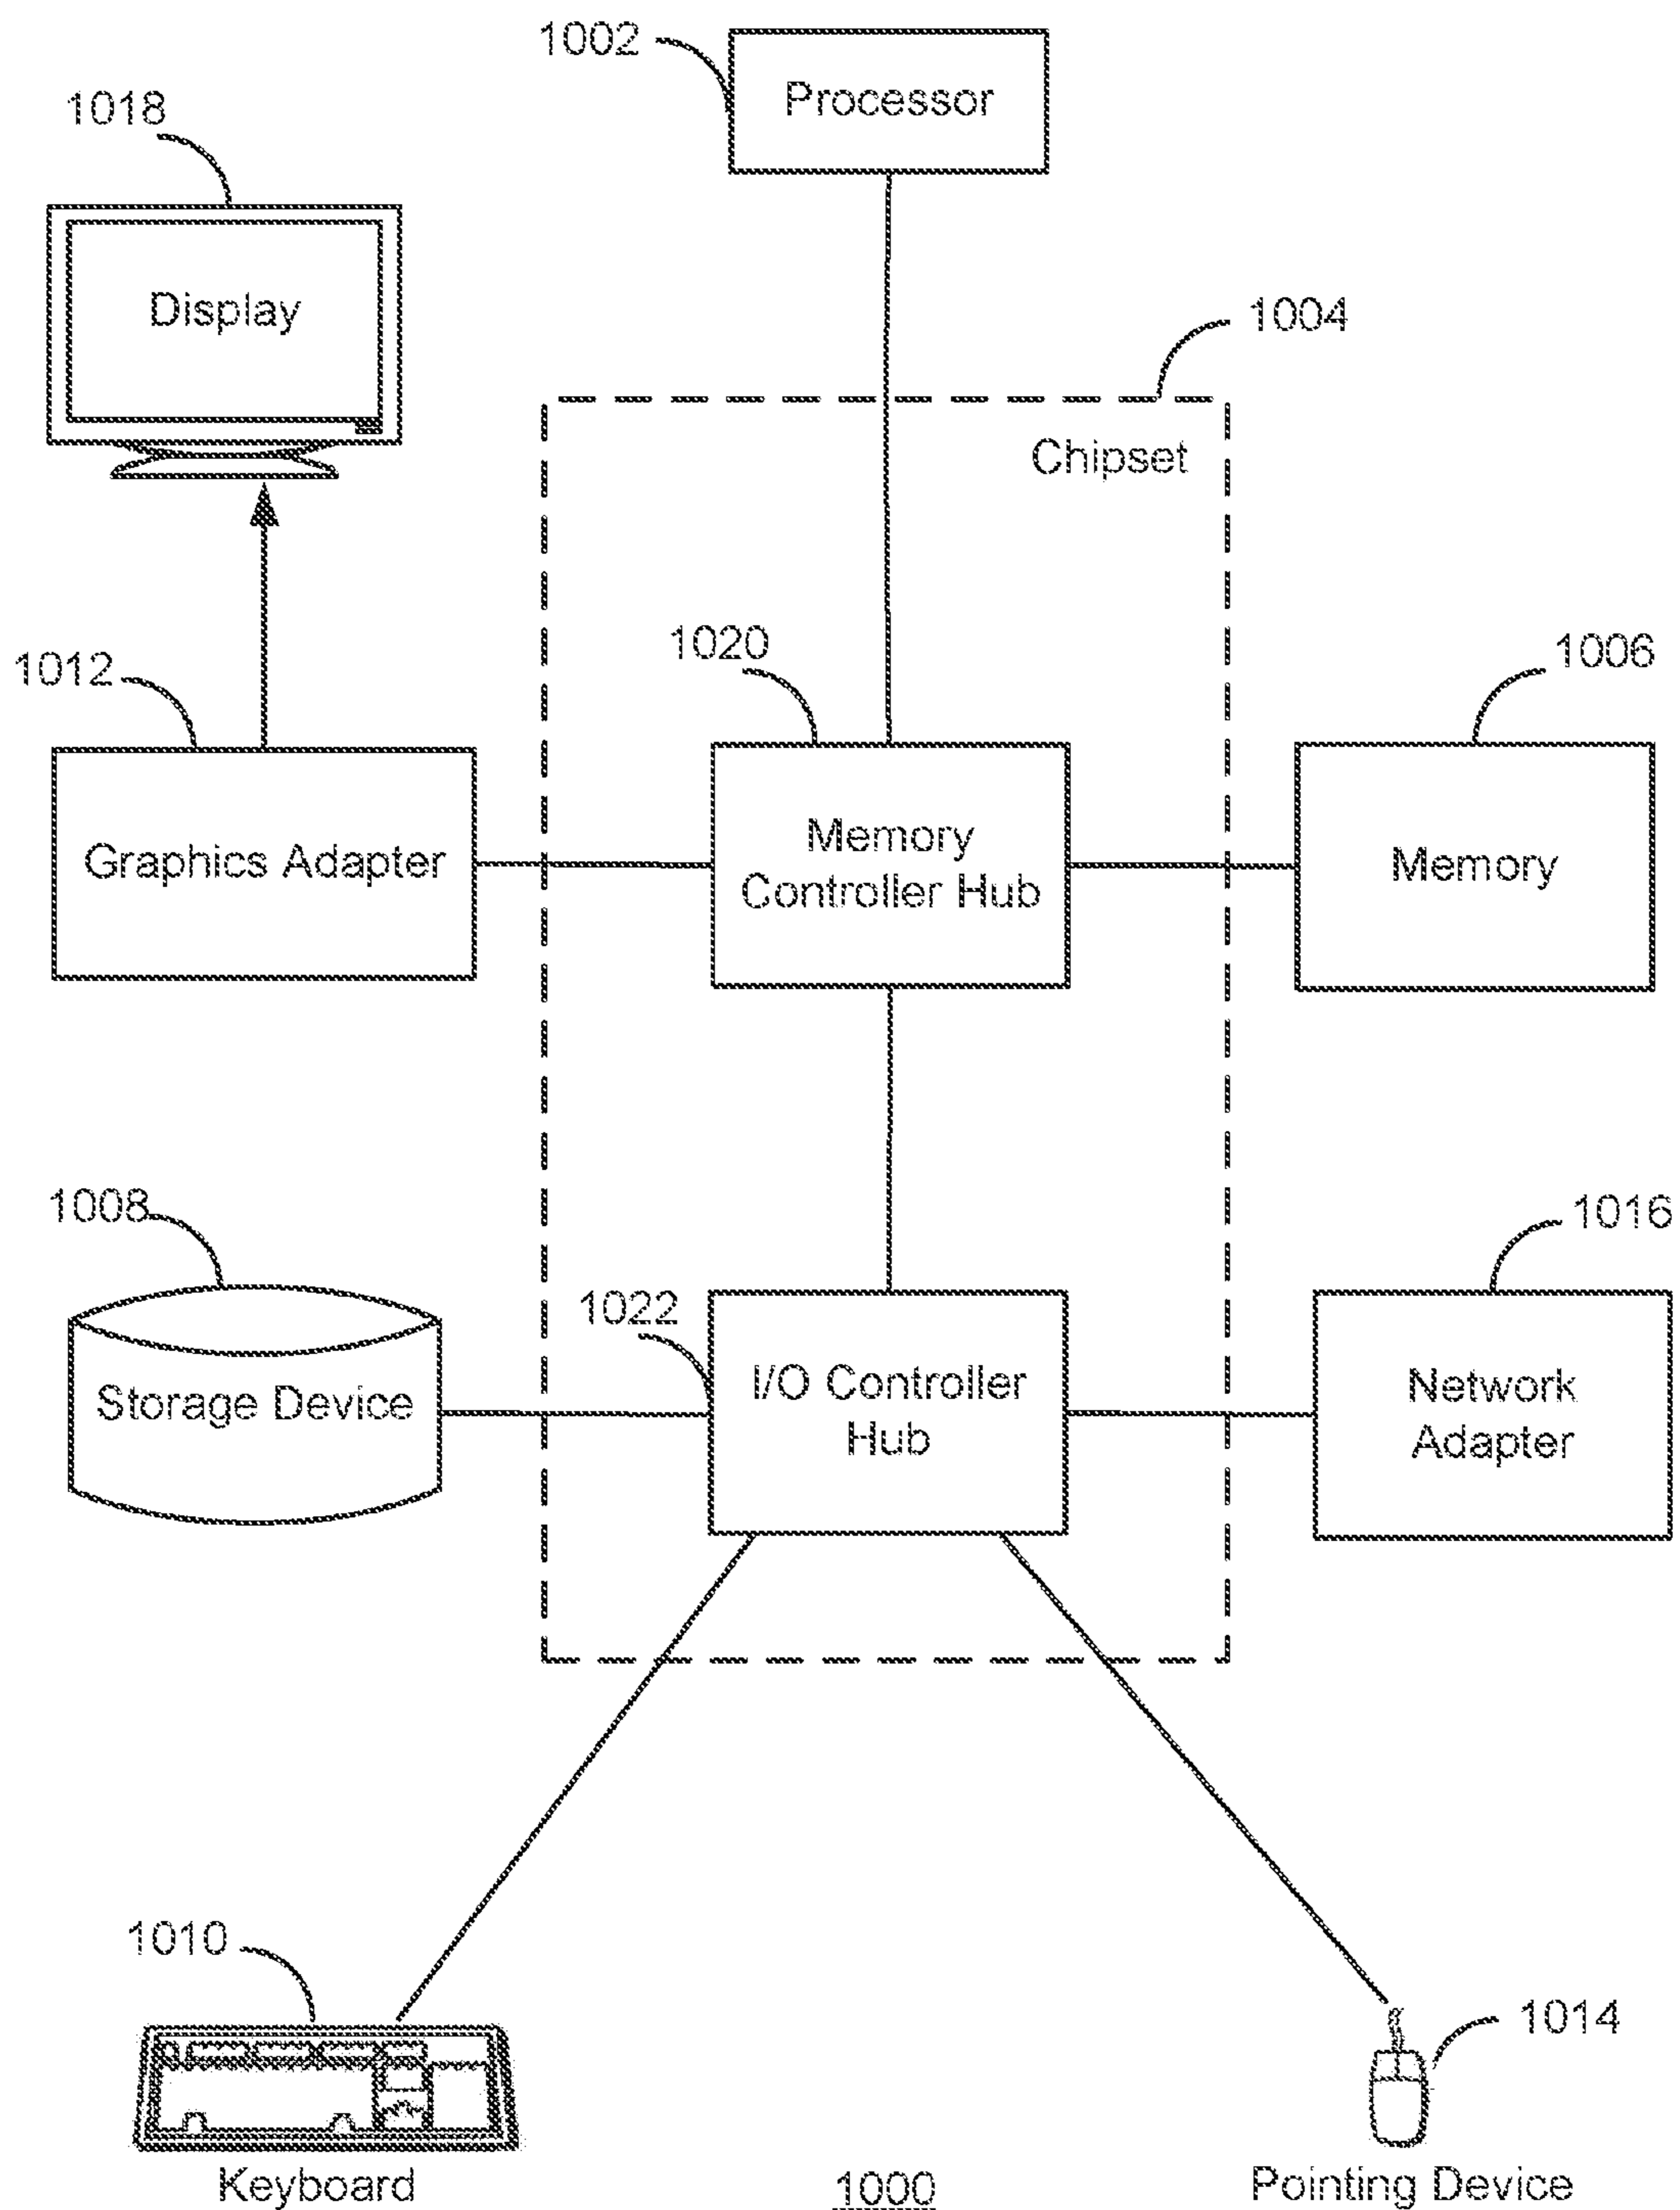 1002
Processor
1018
Display
1004
Chipset
1012
1020
1006
Graphics Adapter
Memory
Controller Hub
Memory
1008
1022
1016
Storage Device
I/O Controller
Hub
Network
Adapter
1010
1014
Keyboard
1000
Pointing Device